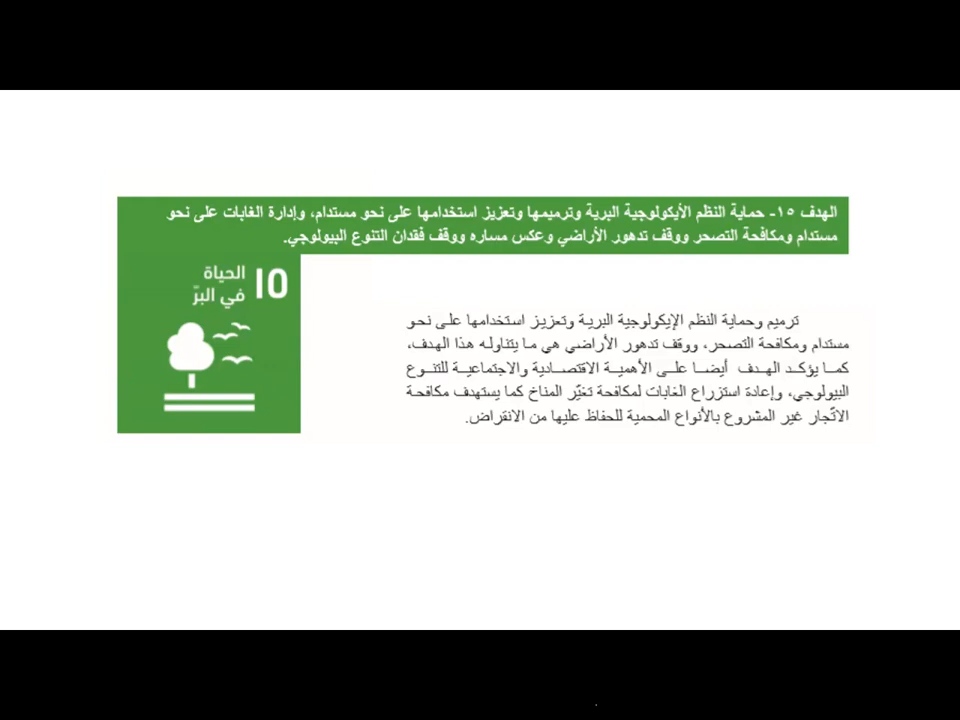 الهدف ١٥- حماية النظم الأيكولوجية البرية وترميمها وتعزيز استخدامها على نحو مستدام، وإدارة الغابات على نحو
مستدام ومكافحة التصحر ووقف تدهور الأراضي وعكس مساره ووقف فقدان التنوع البيولوجي.
١٥ الحياة
في البرّ
ترميم وحماية النظم الإيكولوجية البرية وتعزيز استخدامها على نحو
مستدام ومكافحة التصحر، ووقف تدهور الأراضي هي ما يتناوله هذا الهدف،
كما يؤكد الهدف أيضا على الأهمية الاقتصادية والاجتماعية للتنوع
البيولوجي، وإعادة استزراع الغابات لمكافحة تغيّر المناخ كما يستهدف مكافحة
الاتّجار غير المشروع بالأنواع المحمية للحفاظ عليها من الانقراض.